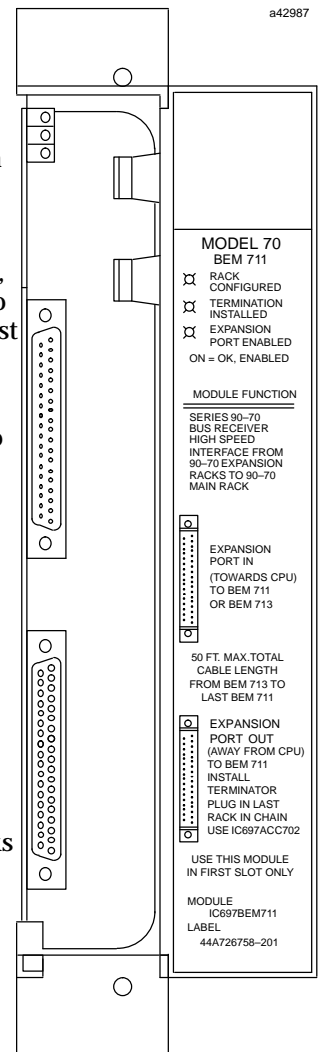 a42987
st
MODEL 70
BEM 711
RACK
CONFIGURED
TERMINATION
INSTALLED
EXPANSION
PORT ENABLED
ON = OK, ENABLED
MODULE FUNCTION
SERIES 90–70
BUS RECEIVER
HIGH SPEED
INTERFACE FROM
90–70 EXPANSION
RACKS TO 90–70
MAIN RACK
EXPANSION
PORT IN
(TOWARDS CPU)
TO BEM 711
OR BEM 713
50 FT. MAX.TOTAL
CABLE LENGTH
FROM BEM 713 TO
LAST BEM 711
EXPANSION
PORT OUT
(AWAY FROM CPU)
TO BEM 711
INSTALL
TERMINATOR
PLUG IN LAST
RACK IN CHAIN
USE IC697ACC702
USE THIS MODULE
IN FIRST SLOT ONLY
MODULE
IC697BEM711
LABEL
44A726758–201